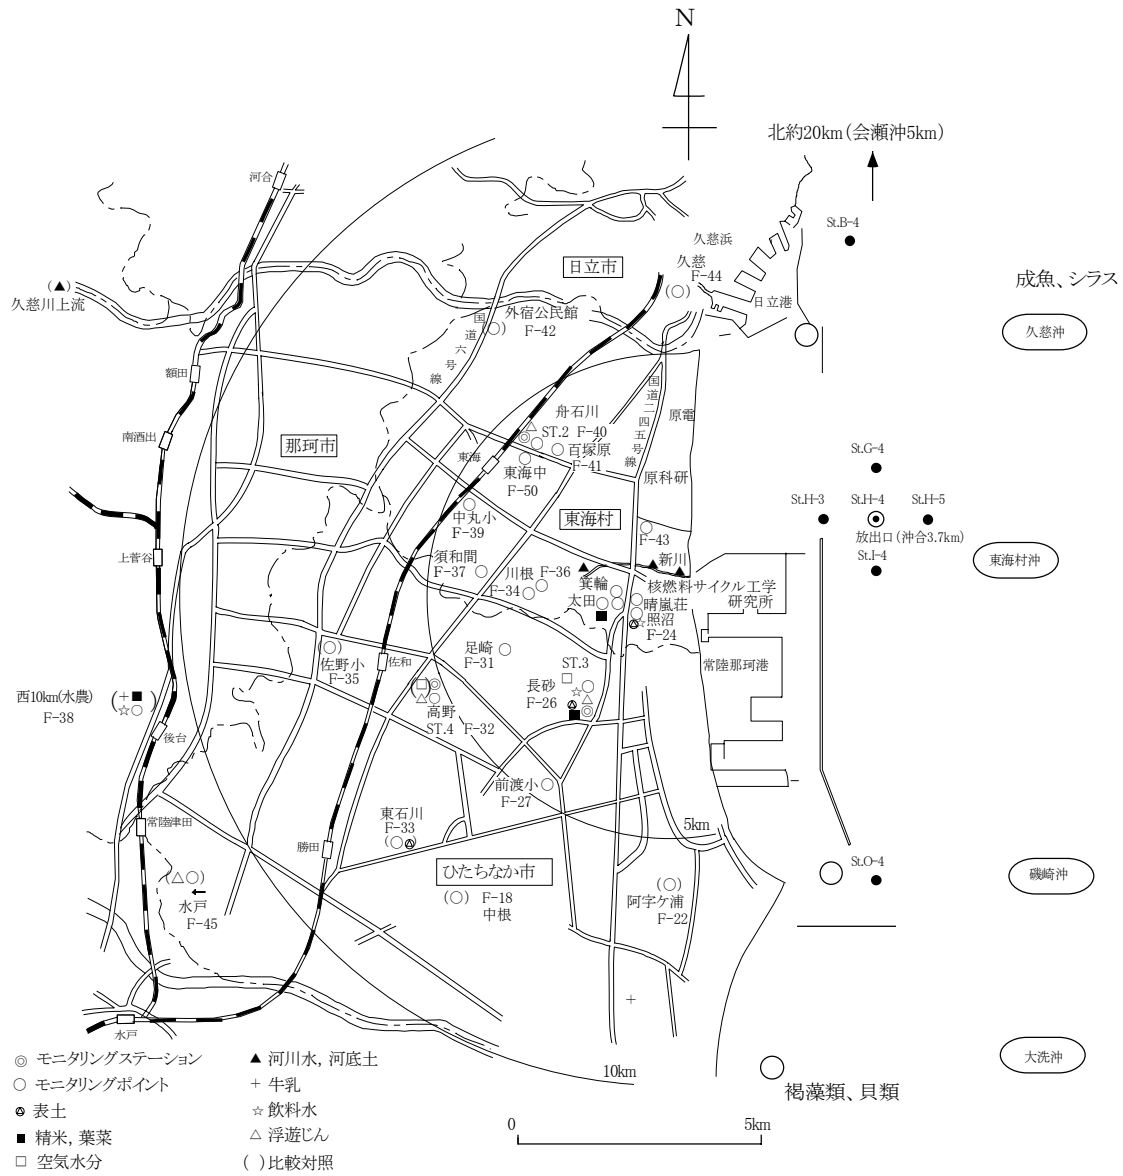 N
北約20km(会瀬沖5km)
河合
St.B-4
久慈浜
久慈
F-44
日立市
成魚、シラス
(▲)
久慈川上流
日立港
外宿公民館
F-42
国道六号線
久慈沖
額田
国道二四五号線
原電
舟石川
ST.2 F-40
南酒出
那珂市
百塚原
F-41
東海
東海中
F-50
原科研
St.G-4
中丸小
F-39
東海村
F-43
St.H-3
St.H-4
St.H-5
放出口(沖合3.7km)
上菅谷
須和間
F-37
川根 F-36
F-34
新川
St.I-4
東海村沖
箕輪
太田
核燃料サイクル工学
研究所
晴嵐荘
照沼
F-24
佐野小
F-35
佐和
足崎
F-31
ST.3
常陸那珂港
西10km(水農)
F-38
長砂
F-26
高野
ST.4 F-32
後台
前渡小
F-27
常陸津田
東石川
F-33
勝田
5km
ひたちなか市
F-18
中根
St.O-4
磯崎沖
水戸
F-45
阿字ケ浦
F-22
水戸
10km
大洗沖
褐藻類、貝類
◎ モニタリングステーション
○ モニタリングポイント
表土
■ 精米, 葉菜
□ 空気水分
▲ 河川水, 河底土
+ 牛乳
☆ 飲料水
△ 浮遊じん
( )比較対照
0
5km